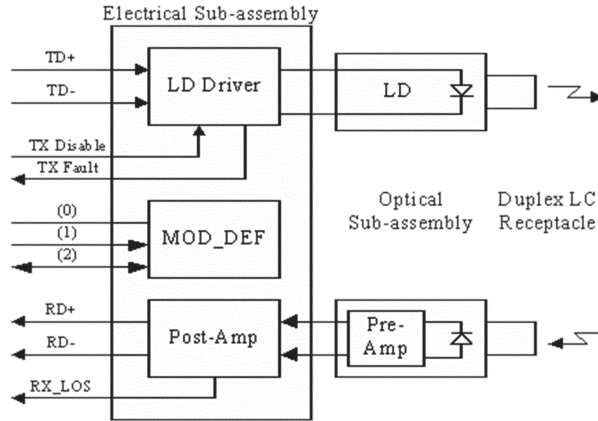 Electrical Sub-assembly
TD+
TD-
LD Driver
LD
TX Disable
TX Fault
(0)
(1)
(2)
MOD_DEF
Optical
Sub-assembly
Duplex LC
Receptacle
RD+
RD-
Post-Amp
Pre-
Amp
RX_LOS